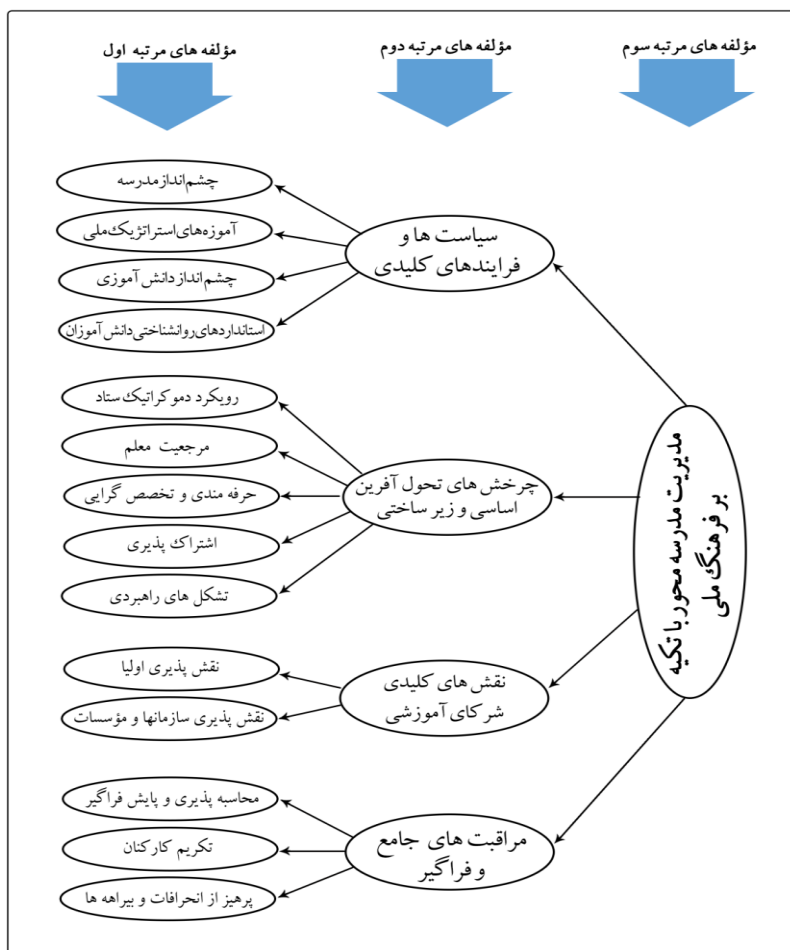 مؤلفه های مرتبه سوم
مؤلفه های مرتبه دوم
مؤلفه های مرتبه اول
مدیریت مدرسه محور با تکیه
بر فرهنگ ملی
سیاست ها و
فرایندهای کلیدی
چشم‌انداز مدرسه
آموزه‌های استراتژیک ملی
چشم‌انداز دانش آموزی
استانداردهای روانشناختی دانش آموزان
چرخش های تحول آفرین
اساسی و زیر ساختی
رویکرد دموکراتیک ستاد
مرجعیت معلم
حرفه مندی و تخصص گرایی
اشتراک پذیری
تشکل های راهبردی
نقش های کلیدی
شرکای آموزشی
نقش پذیری اولیا
نقش پذیری سازمانها و مؤسسات
مراقبت های جامع
و فراگیر
محاسبه پذیری و پایش فراگیر
تکریم کارکنان
پرهیز از انحرافات و بیراهه ها